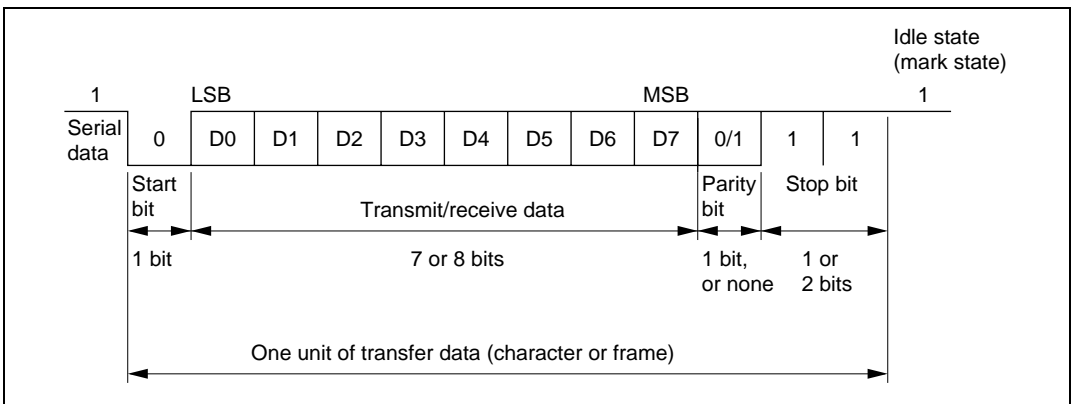 Idle state
(mark state)
1 LSB MSB 1
Serial
data
0 D0 D1 D2 D3 D4 D5 D6 D7 0/1 1 1
Start
bit
Transmit/receive data
Parity
bit
Stop bit
1 bit
7 or 8 bits
1 bit,
or none
1 or
2 bits
One unit of transfer data (character or frame)